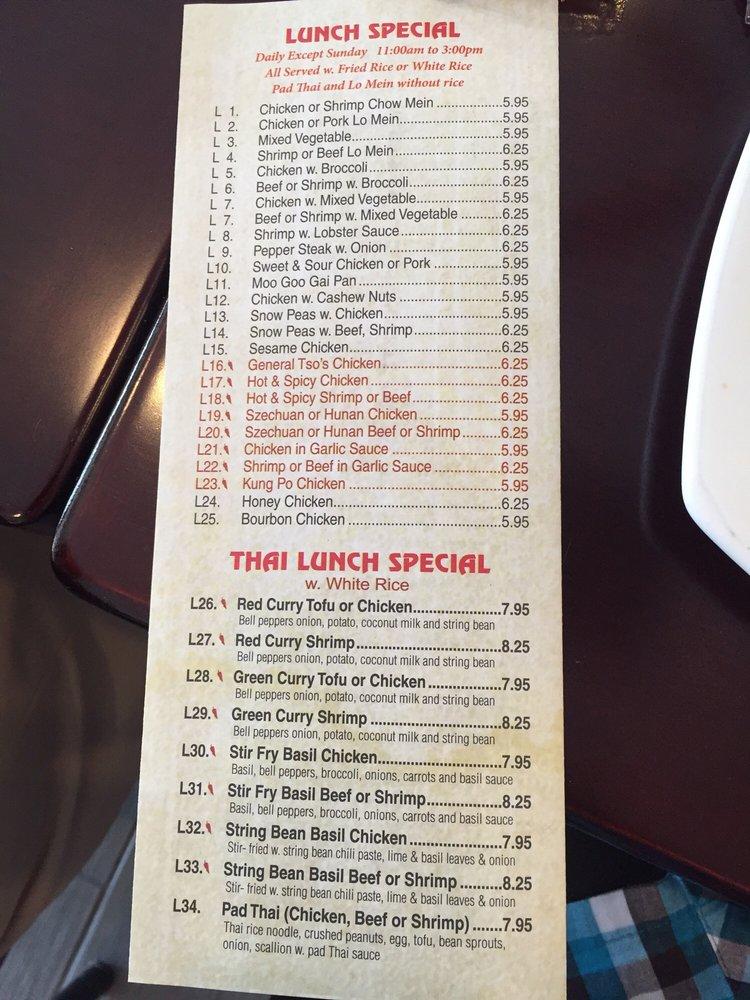 LUNCH SPECIAL
Daily Except Sunday 11:00am to 3:00pm
All Served w. Fried Rice or White Rice
Pad Thai and Lo Mein without rice
L 1. Chicken or Shrimp Chow Mein ..................5.95
L 2. Chicken or Pork Lo Mein............................5.95
L 3. Mixed Vegetable.........................................5.95
L 4. Shrimp or Beef Lo Mein.............................6.25
L 5. Chicken w. Broccoli....................................5.95
L 6. Beef or Shrimp w. Broccoli.........................6.25
L 7. Chicken w. Mixed Vegetable.......................5.95
L 7. Beef or Shrimp w. Mixed Vegetable ...........6.25
L 8. Shrimp w. Lobster Sauce...........................6.25
L 9. Pepper Steak w. Onion ..............................6.25
L10. Sweet & Sour Chicken or Pork ..................5.95
L11. Moo Goo Gai Pan ......................................5.95
L12. Chicken w. Cashew Nuts ...........................5.95
L13. Snow Peas w. Chicken...............................5.95
L14. Snow Peas w. Beef, Shrimp.......................6.25
L15. Sesame Chicken........................................6.25
L16. General Tso's Chicken...............................6.25
L17. Hot & Spicy Chicken..................................6.25
L18. Hot & Spicy Shrimp or Beef.......................6.25
L19. Szechuan or Hunan Chicken .....................5.95
L20. Szechuan or Hunan Beef or Shrimp..........6.25
L21. Chicken in Garlic Sauce ............................5.95
L22. Shrimp or Beef in Garlic Sauce .................6.25
L23. Kung Po Chicken .......................................5.95
L24. Honey Chicken...........................................6.25
L25. Bourbon Chicken .......................................5.95
THAI LUNCH SPECIAL
w. White Rice
L26. Red Curry Tofu or Chicken.....................7.95
Bell peppers onion, potato, coconut milk and string bean
L27. Red Curry Shrimp...................................8.25
Bell peppers onion, potato, coconut milk and string bean
L28. Green Curry Tofu or Chicken .................7.95
Bell peppers onion, potato, coconut milk and string bean
L29. Green Curry Shrimp ...............................8.25
Bell peppers onion, potato, coconut milk and string bean
L30. Stir Fry Basil Chicken..............................7.95
Basil, bell peppers, broccoli, onions, carrots and basil sauce
L31. Stir Fry Basil Beef or Shrimp..................8.25
Basil, bell peppers, broccoli, onions, carrots and basil sauce
L32. String Bean Basil Chicken ......................7.95
Stir- fried w. string bean chili paste, lime & basil leaves & onion
L33. String Bean Basil Beef or Shrimp ..........8.25
Stir- fried w. string bean chili paste, lime & basil leaves & onion
L34. Pad Thai (Chicken, Beef or Shrimp) .......7.95
Thai rice noodle, crushed peanuts, egg, tofu, bean sprouts,
onion, scallion w. pad Thai sauce